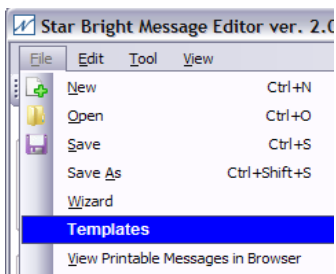 Star Bright Message Editor ver. 2.0
File Edit Tool View
New Ctrl+N
Open Ctrl+O
Save Ctrl+S
Save As Ctrl+Shift+S
Wizard
Templates
View Printable Messages in Browser